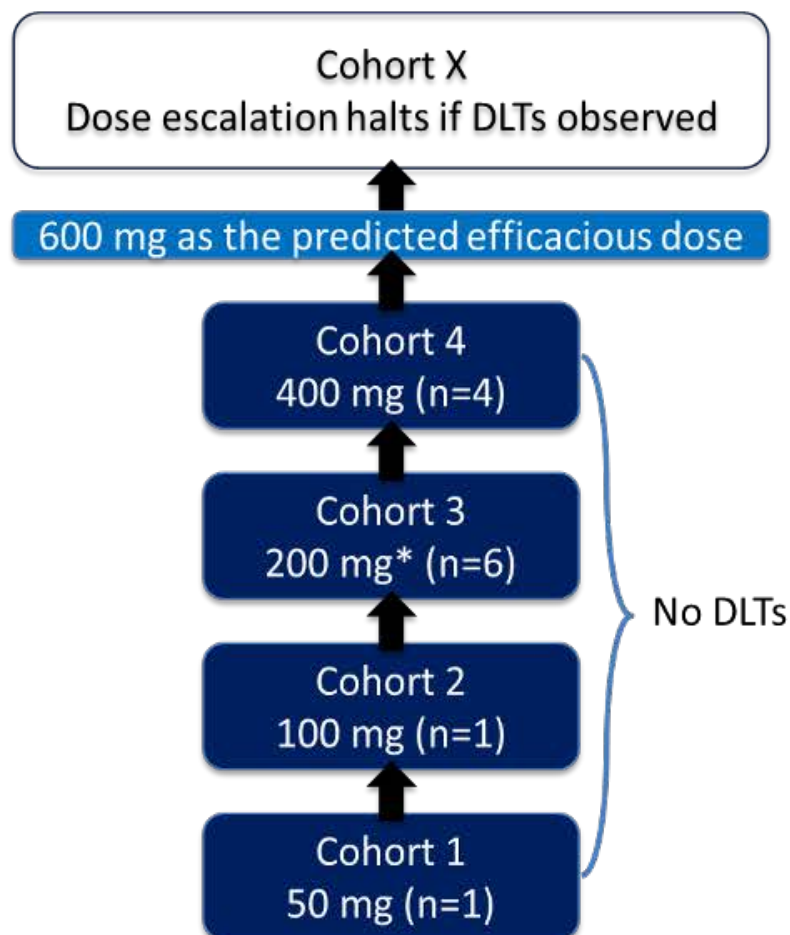 Cohort X
Dose escalation halts if DLTs observed
600 mg as the predicted efficacious dose
Cohort 4
400 mg (n=4)
Cohort 3
200 mg* (n=6)
No DLTs
Cohort 2
100 mg (n=1)
Cohort 1
50 mg (n=1)